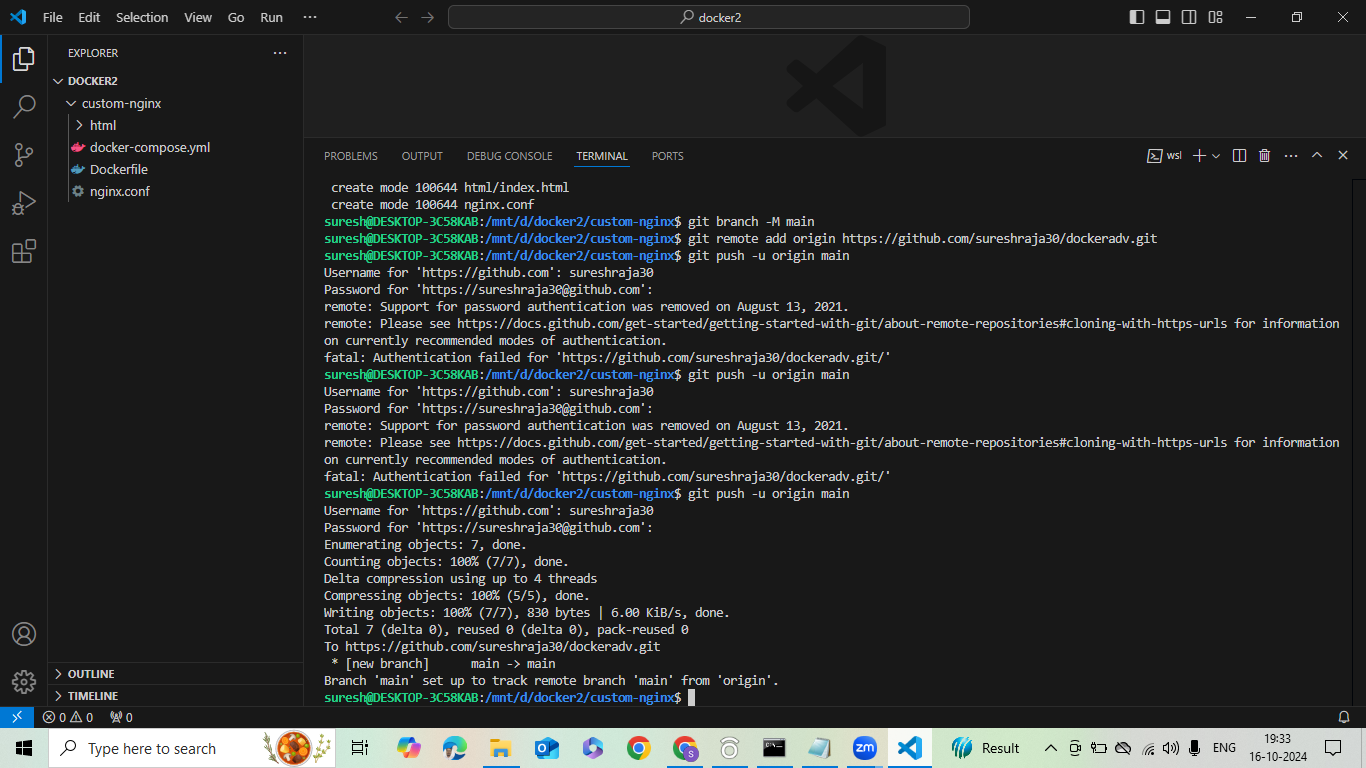 File Edit Selection View Go Run ···
docker2
EXPLORER
DOCKER2
custom-nginx
html
docker-compose.yml
Dockerfile
nginx.conf
OUTLINE
TIMELINE
PROBLEMS OUTPUT DEBUG CONSOLE TERMINAL PORTS
wsl
create mode 100644 html/index.html
create mode 100644 nginx.conf
suresh@DESKTOP-3C58KAB:/mnt/d/docker2/custom-nginx$ git branch -M main
suresh@DESKTOP-3C58KAB:/mnt/d/docker2/custom-nginx$ git remote add origin https://github.com/sureshraja30/dockeradv.git
suresh@DESKTOP-3C58KAB:/mnt/d/docker2/custom-nginx$ git push -u origin main
Username for 'https://github.com': sureshraja30
Password for 'https://sureshraja30@github.com':
remote: Support for password authentication was removed on August 13, 2021.
remote: Please see https://docs.github.com/get-started/getting-started-with-git/about-remote-repositories#cloning-with-https-urls for information
on currently recommended modes of authentication.
fatal: Authentication failed for 'https://github.com/sureshraja30/dockeradv.git/'
suresh@DESKTOP-3C58KAB:/mnt/d/docker2/custom-nginx$ git push -u origin main
Username for 'https://github.com': sureshraja30
Password for 'https://sureshraja30@github.com':
remote: Support for password authentication was removed on August 13, 2021.
remote: Please see https://docs.github.com/get-started/getting-started-with-git/about-remote-repositories#cloning-with-https-urls for information
on currently recommended modes of authentication.
fatal: Authentication failed for 'https://github.com/sureshraja30/dockeradv.git/'
suresh@DESKTOP-3C58KAB:/mnt/d/docker2/custom-nginx$ git push -u origin main
Username for 'https://github.com': sureshraja30
Password for 'https://sureshraja30@github.com':
Enumerating objects: 7, done.
Counting objects: 100% (7/7), done.
Delta compression using up to 4 threads
Compressing objects: 100% (5/5), done.
Writing objects: 100% (7/7), 830 bytes | 6.00 KiB/s, done.
Total 7 (delta 0), reused 0 (delta 0), pack-reused 0
To https://github.com/sureshraja30/dockeradv.git
* [new branch]      main -> main
Branch 'main' set up to track remote branch 'main' from 'origin'.
suresh@DESKTOP-3C58KAB:/mnt/d/docker2/custom-nginx$
0 0 0
Type here to search
S
zm
Result
ENG
19:33
16-10-2024